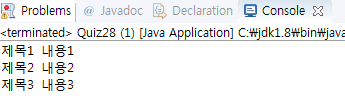 Problems @ Javadoc Declaration Console
<terminated> Quiz28 (1) [Java Application] C:₩jdk1.8₩bin₩java
제목1 내용1
제목2 내용2
제목3 내용3